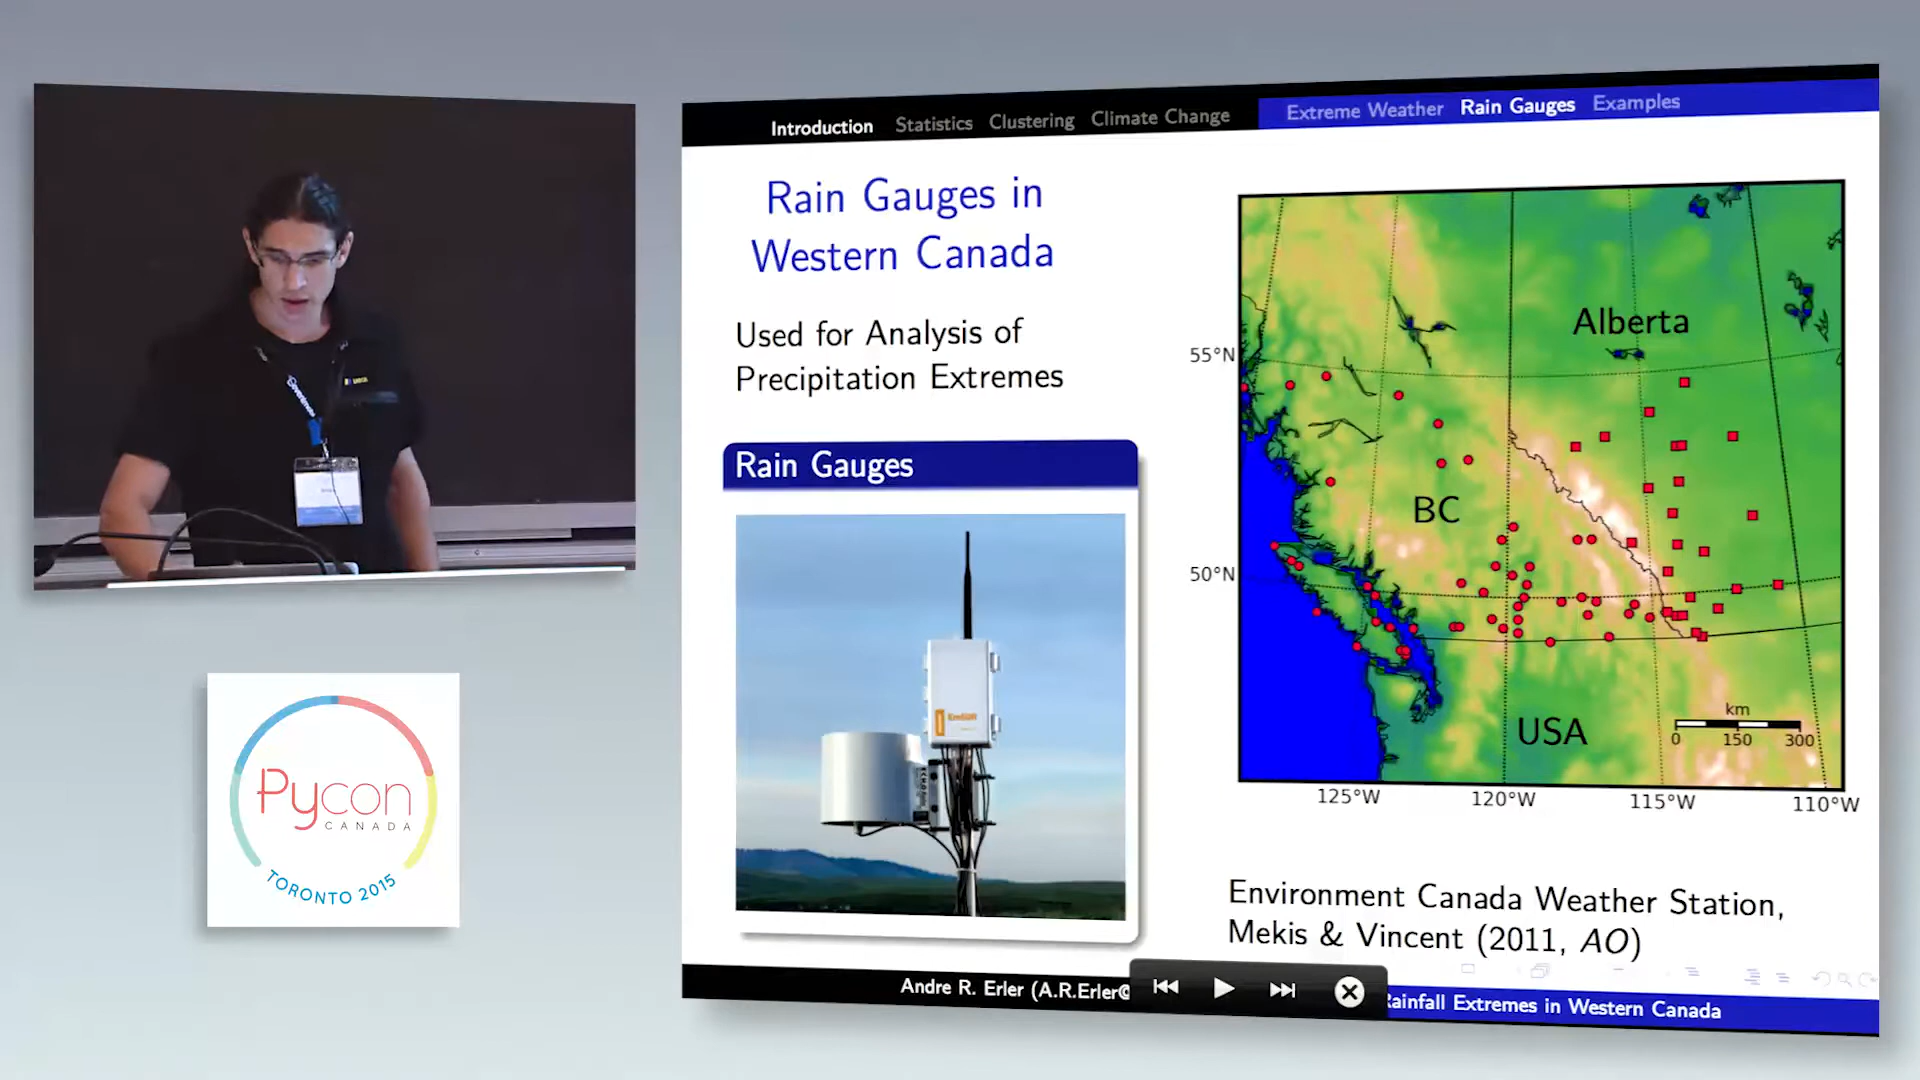 Introduction Statistics Clustering Climate Change
Extreme Weather Rain Gauges Examples
Rain Gauges in
Western Canada
Used for Analysis of
Precipitation Extremes
Rain Gauges
55°N
50°N
125°W 120°W 115°W 110°W
Alberta
BC
USA
km
0 150 300
Environment Canada Weather Station,
Mekis & Vincent (2011, AO)
Andre R. Erler (A.R.Erler@
Rainfall Extremes in Western Canada
Pycon
CANADA
TORONTO 2015